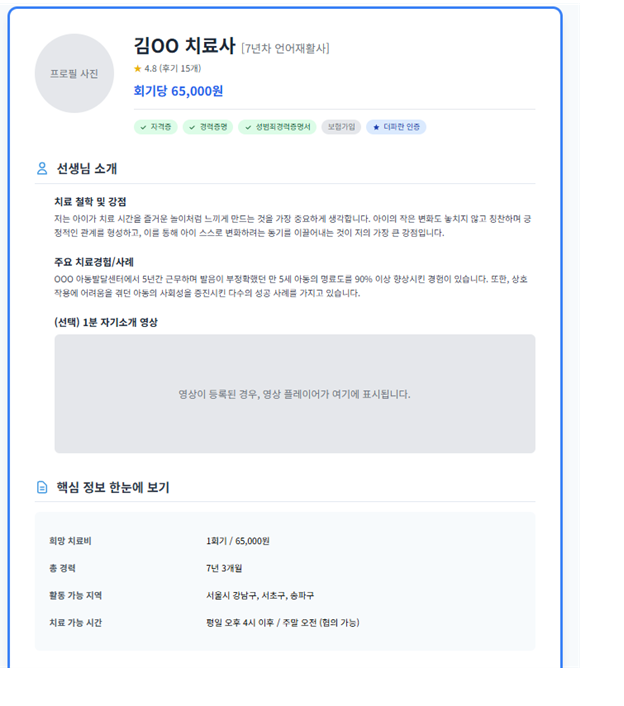 프로필 사진
김OO 치료사 [7년차 언어재활사]
★ 4.8 (후기 15개)
회기당 65,000원
✓ 자격증 ✓ 경력증명 ✓ 성범죄경력증명서 보험가입 ★ 더파란 인증
선생님 소개
치료 철학 및 강점
저는 아이가 치료 시간을 즐거운 놀이처럼 느끼게 만드는 것을 가장 중요하게 생각합니다. 아이의 작은 변화도 놓치지 않고 칭찬하며 긍
정적인 관계를 형성하고, 이를 통해 아이 스스로 변화하려는 동기를 이끌어내는 것이 저의 가장 큰 강점입니다.
주요 치료경험/사례
OOO 아동발달센터에서 5년간 근무하며 발음이 부정확했던 만 5세 아동의 명료도를 90% 이상 향상시킨 경험이 있습니다. 또한, 상호
작용에 어려움을 겪던 아동의 사회성을 증진시킨 다수의 성공 사례를 가지고 있습니다.
(선택) 1분 자기소개 영상
영상이 등록된 경우, 영상 플레이어가 여기에 표시됩니다.
핵심 정보 한눈에 보기
희망 치료비 1회기 / 65,000원
총 경력 7년 3개월
활동 가능 지역 서울시 강남구, 서초구, 송파구
치료 가능 시간 평일 오후 4시 이후 / 주말 오전 (협의 가능)